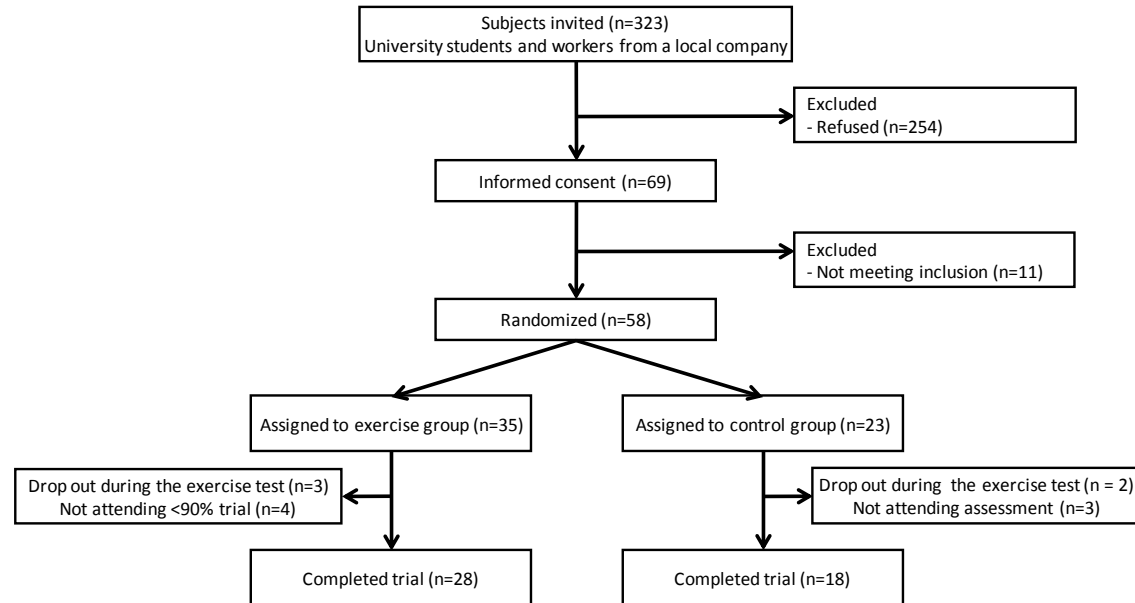 Subjects invited (n=323)
University students and workers from a local company
Excluded
- Refused (n=254)
Informed consent (n=69)
Excluded
- Not meeting inclusion (n=11)
Randomized (n=58)
Assigned to exercise group (n=35)
Assigned to control group (n=23)
Drop out during the exercise test (n=3)
Not attending <90% trial (n=4)
Drop out during the exercise test (n = 2)
Not attending assessment (n=3)
Completed trial (n=28)
Completed trial (n=18)